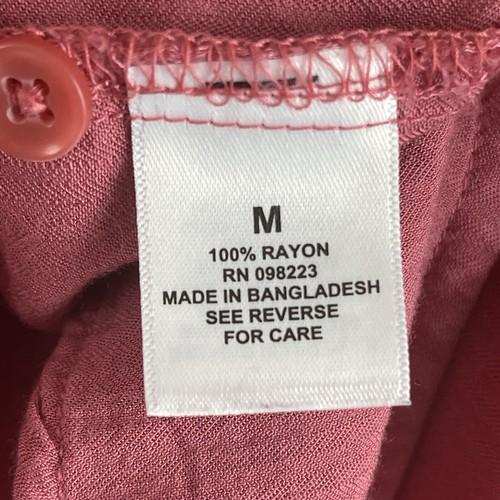 M
100% RAYON
RN 098223
MADE IN BANGLADESH
SEE REVERSE
FOR CARE